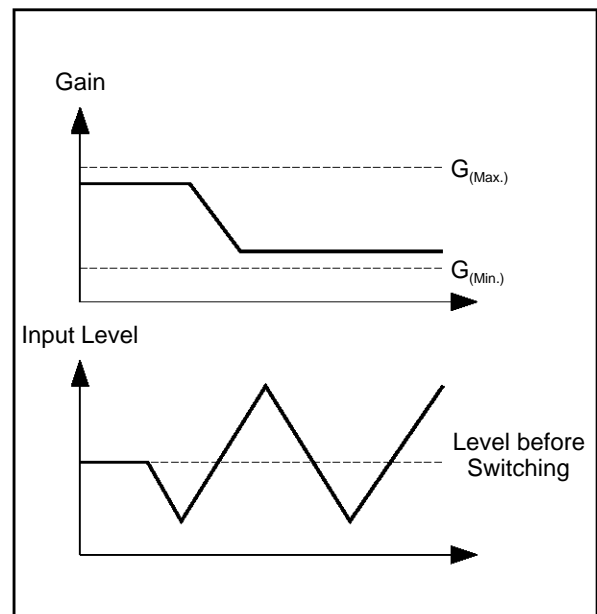 Gain
G(Max.)
G(Min.)
Input Level
Level before
Switching